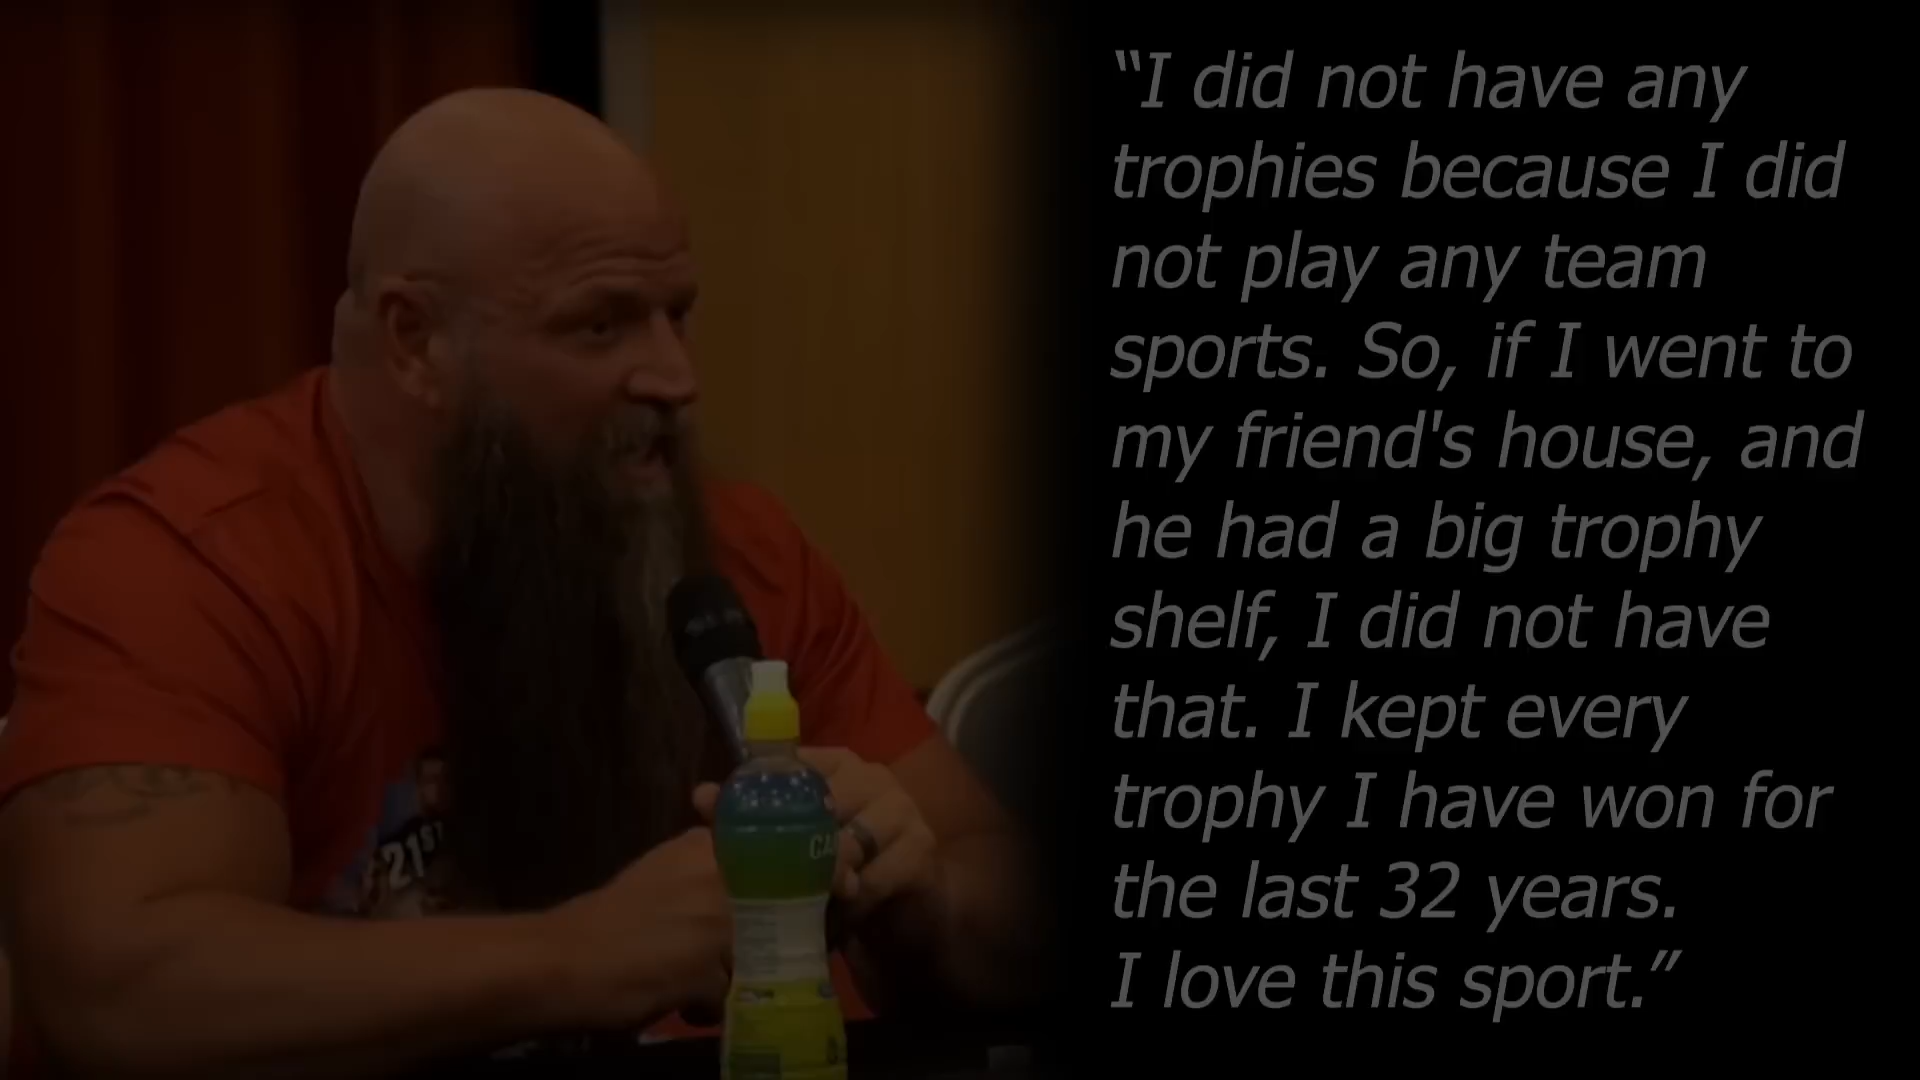 “I did not have any
trophies because I did
not play any team
sports. So, if I went to
my friend's house, and
he had a big trophy
shelf, I did not have
that. I kept every
trophy I have won for
the last 32 years.
I love this sport.”
21ST
CA